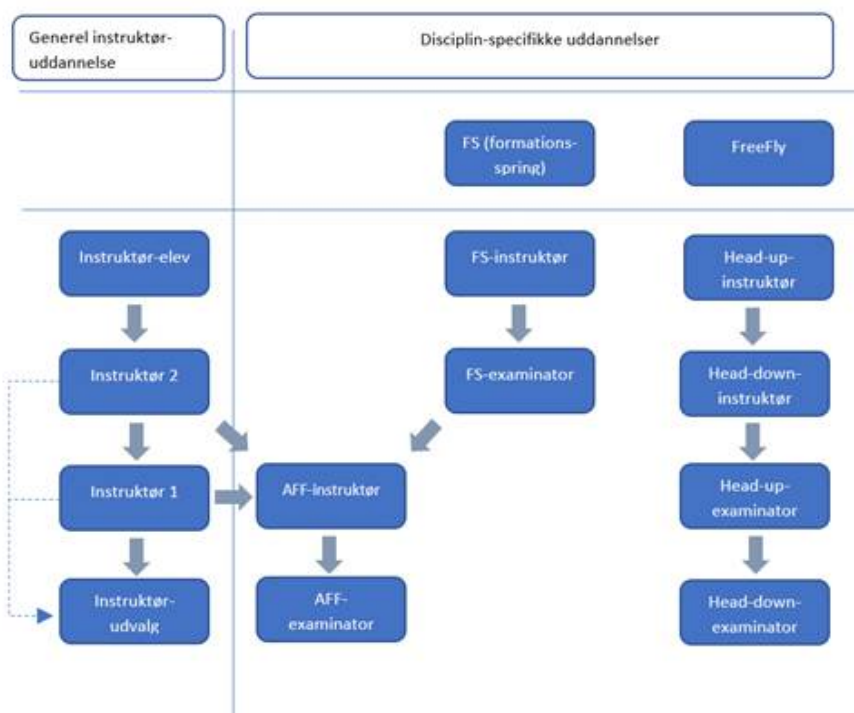 Generel instruktør-
uddannelse
Disciplin-specifikke uddannelser
FS (formations-
spring)
FreeFly
Instruktør-elev
FS-instruktør
Head-up-
instruktør
Instruktør 2
FS-examinator
Head-down-
instruktør
Instruktør 1
AFF-instruktør
Head-up-
examinator
Instruktør-
udvalg
AFF-
examinator
Head-down-
examinator